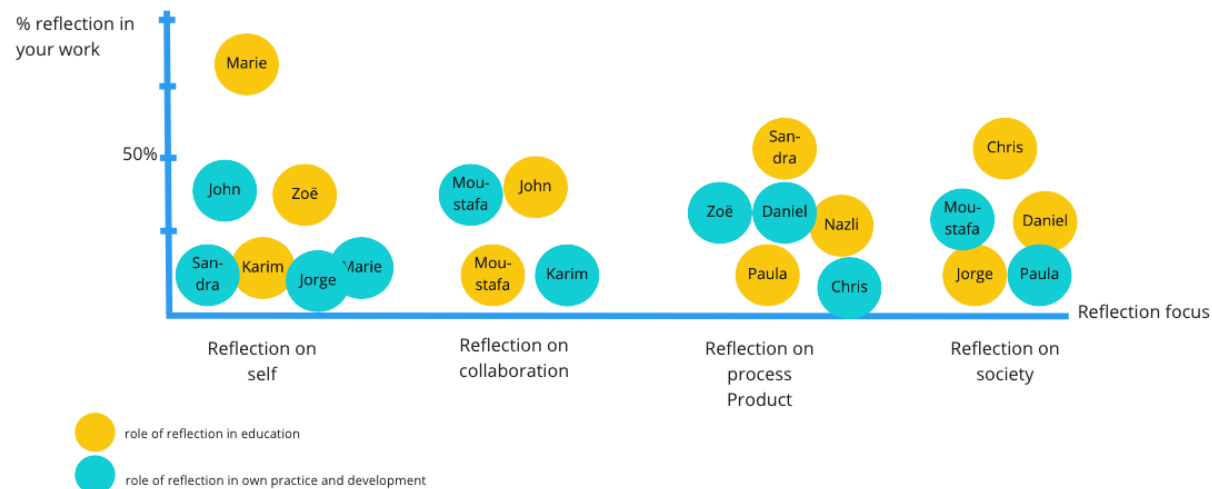 % reflection in
your work
Marie
50%
John
Zoë
San-
dra
Karim
Jorge
Marie
Mou-
stafa
John
Mou-
stafa
Karim
San-
dra
Zoë
Daniel
Nazli
Paula
Chris
Chris
Mou-
stafa
Daniel
Jorge
Paula
Reflection focus
Reflection on
self
Reflection on
collaboration
Reflection on
process
Product
Reflection on
society
role of reflection in education
role of reflection in own practice and development